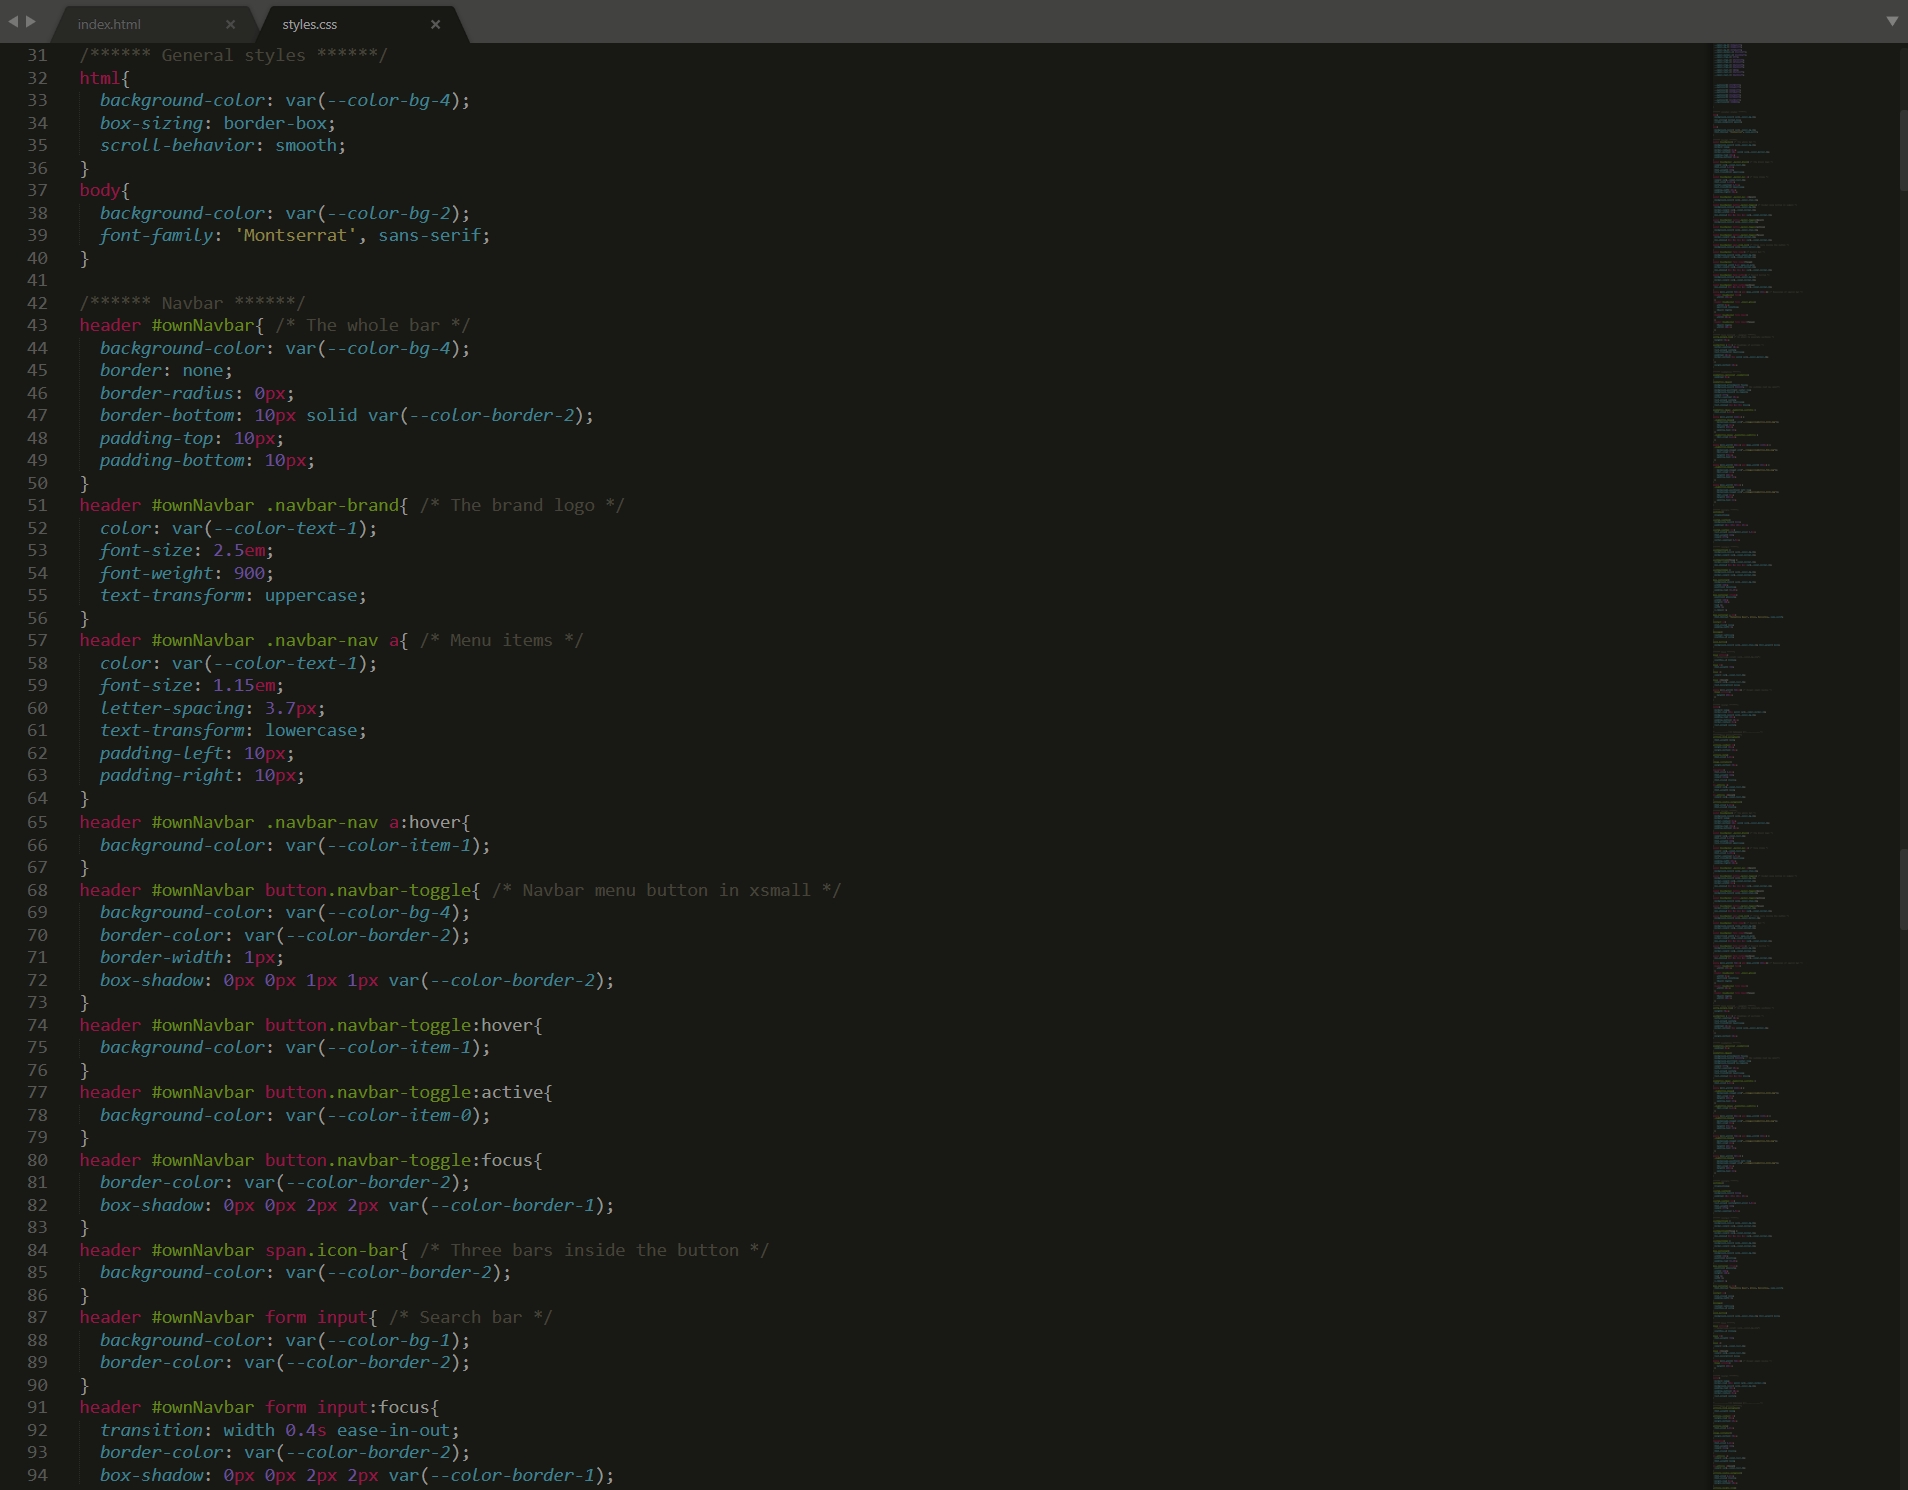 index.html × styles.css ×
31 /****** General styles ******/
32 html{
33   background-color: var(--color-bg-4);
34   box-sizing: border-box;
35   scroll-behavior: smooth;
36 }
37 body{
38   background-color: var(--color-bg-2);
39   font-family: 'Montserrat', sans-serif;
40 }
41
42 /****** Navbar ******/
43 header #ownNavbar{ /* The whole bar */
44   background-color: var(--color-bg-4);
45   border: none;
46   border-radius: 0px;
47   border-bottom: 10px solid var(--color-border-2);
48   padding-top: 10px;
49   padding-bottom: 10px;
50 }
51 header #ownNavbar .navbar-brand{ /* The brand logo */
52   color: var(--color-text-1);
53   font-size: 2.5em;
54   font-weight: 900;
55   text-transform: uppercase;
56 }
57 header #ownNavbar .navbar-nav a{ /* Menu items */
58   color: var(--color-text-1);
59   font-size: 1.15em;
60   letter-spacing: 3.7px;
61   text-transform: lowercase;
62   padding-left: 10px;
63   padding-right: 10px;
64 }
65 header #ownNavbar .navbar-nav a:hover{
66   background-color: var(--color-item-1);
67 }
68 header #ownNavbar button.navbar-toggle{ /* Navbar menu button in xsmall */
69   background-color: var(--color-bg-4);
70   border-color: var(--color-border-2);
71   border-width: 1px;
72   box-shadow: 0px 0px 1px 1px var(--color-border-2);
73 }
74 header #ownNavbar button.navbar-toggle:hover{
75   background-color: var(--color-item-1);
76 }
77 header #ownNavbar button.navbar-toggle:active{
78   background-color: var(--color-item-0);
79 }
80 header #ownNavbar button.navbar-toggle:focus{
81   border-color: var(--color-border-2);
82   box-shadow: 0px 0px 2px 2px var(--color-border-1);
83 }
84 header #ownNavbar span.icon-bar{ /* Three bars inside the button */
85   background-color: var(--color-border-2);
86 }
87 header #ownNavbar form input{ /* Search bar */
88   background-color: var(--color-bg-1);
89   border-color: var(--color-border-2);
90 }
91 header #ownNavbar form input:focus{
92   transition: width 0.4s ease-in-out;
93   border-color: var(--color-border-2);
94   box-shadow: 0px 0px 2px 2px var(--color-border-1);